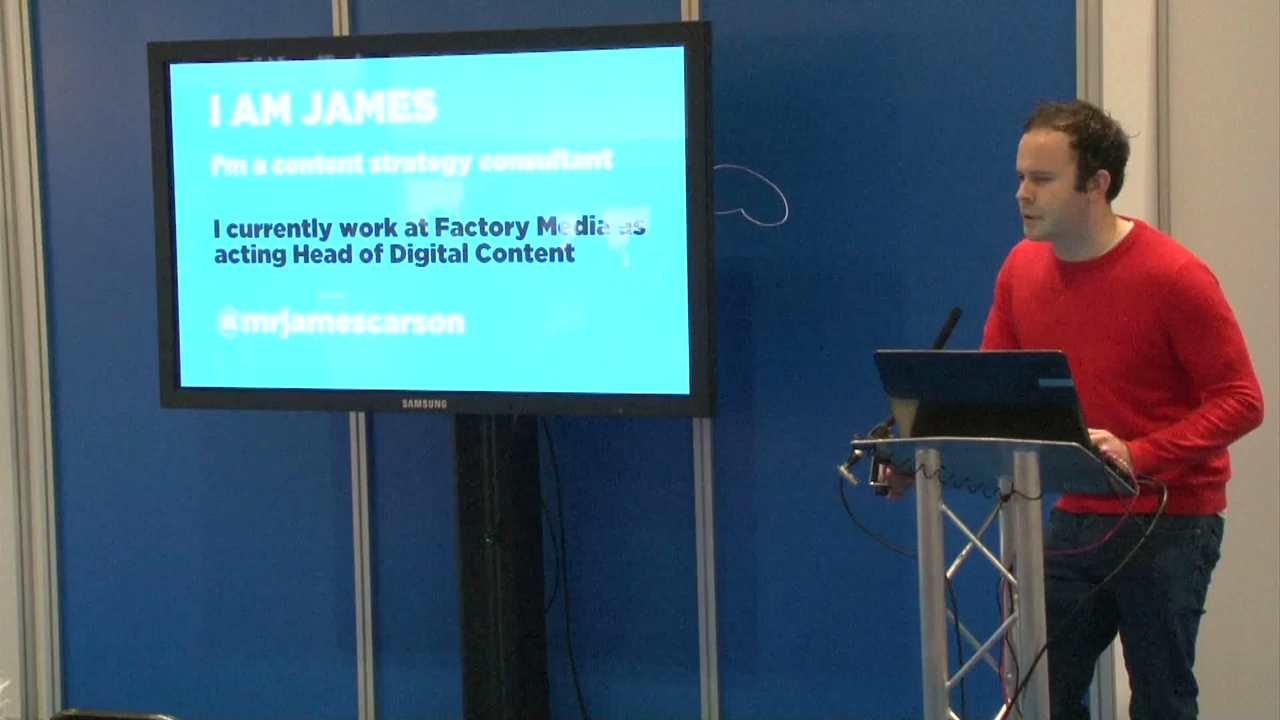 I AM JAMES
I'm a content strategy consultant
I currently work at Factory Media as
acting Head of Digital Content
@mrjamescarson
SAMSUNG